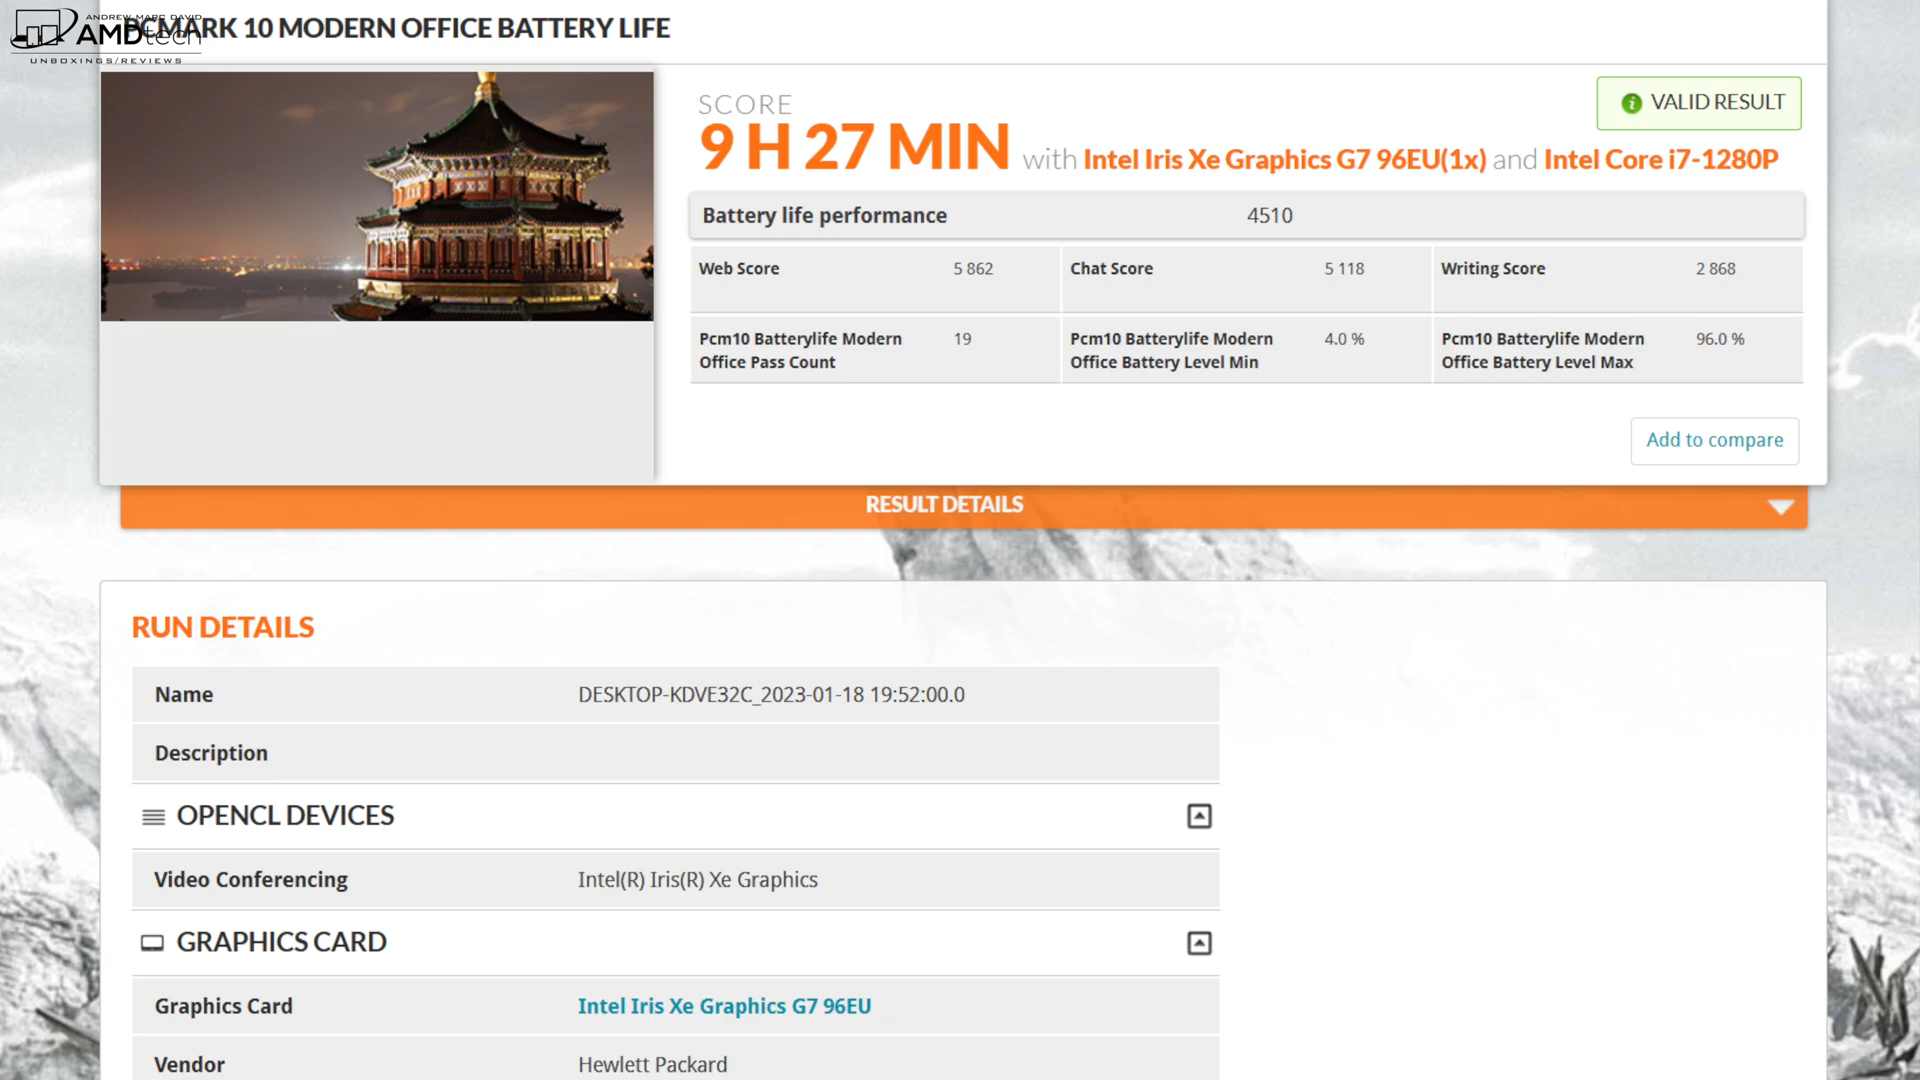 ANDREW MARC DAVID
AMDtech
UNBOXINGS/REVIEWS
PCMARK 10 MODERN OFFICE BATTERY LIFE
VALID RESULT
SCORE
9 H 27 MIN with Intel Iris Xe Graphics G7 96EU(1x) and Intel Core i7-1280P
Battery life performance 4510
Web Score 5 862 Chat Score 5 118 Writing Score 2 868
Pcm10 Batterylife Modern 19 Pcm10 Batterylife Modern 4.0 % Pcm10 Batterylife Modern 96.0 %
Office Pass Count Office Battery Level Min Office Battery Level Max
Add to compare
RESULT DETAILS
RUN DETAILS
Name DESKTOP-KDVE32C_2023-01-18 19:52:00.0
Description
OPENCL DEVICES
Video Conferencing Intel(R) Iris(R) Xe Graphics
GRAPHICS CARD
Graphics Card Intel Iris Xe Graphics G7 96EU
Vendor Hewlett Packard